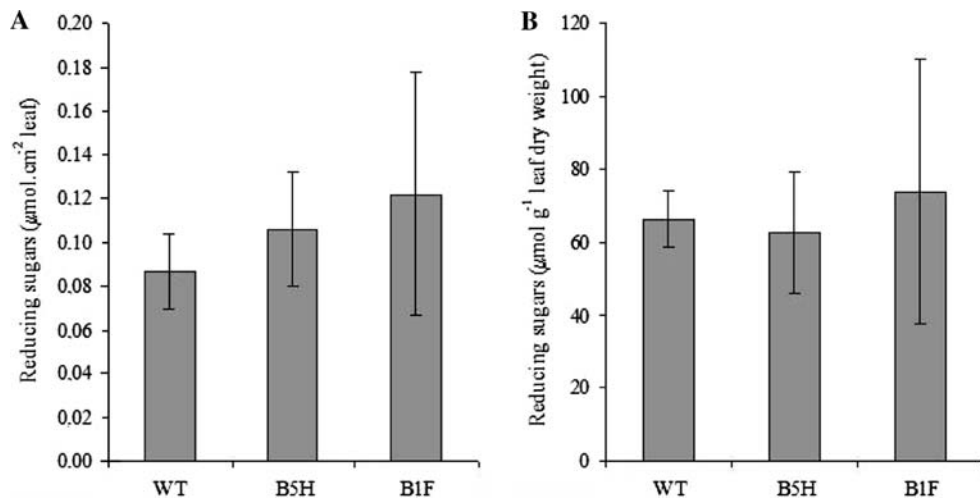 A
Reducing sugars (μmol.cm⁻² leaf)
0.20
0.18
0.16
0.14
0.12
0.10
0.08
0.06
0.04
0.02
0.00
WT
B5H
B1F
B
Reducing sugars (μmol g⁻¹ leaf dry weight)
120
100
80
60
40
20
0
WT
B5H
B1F